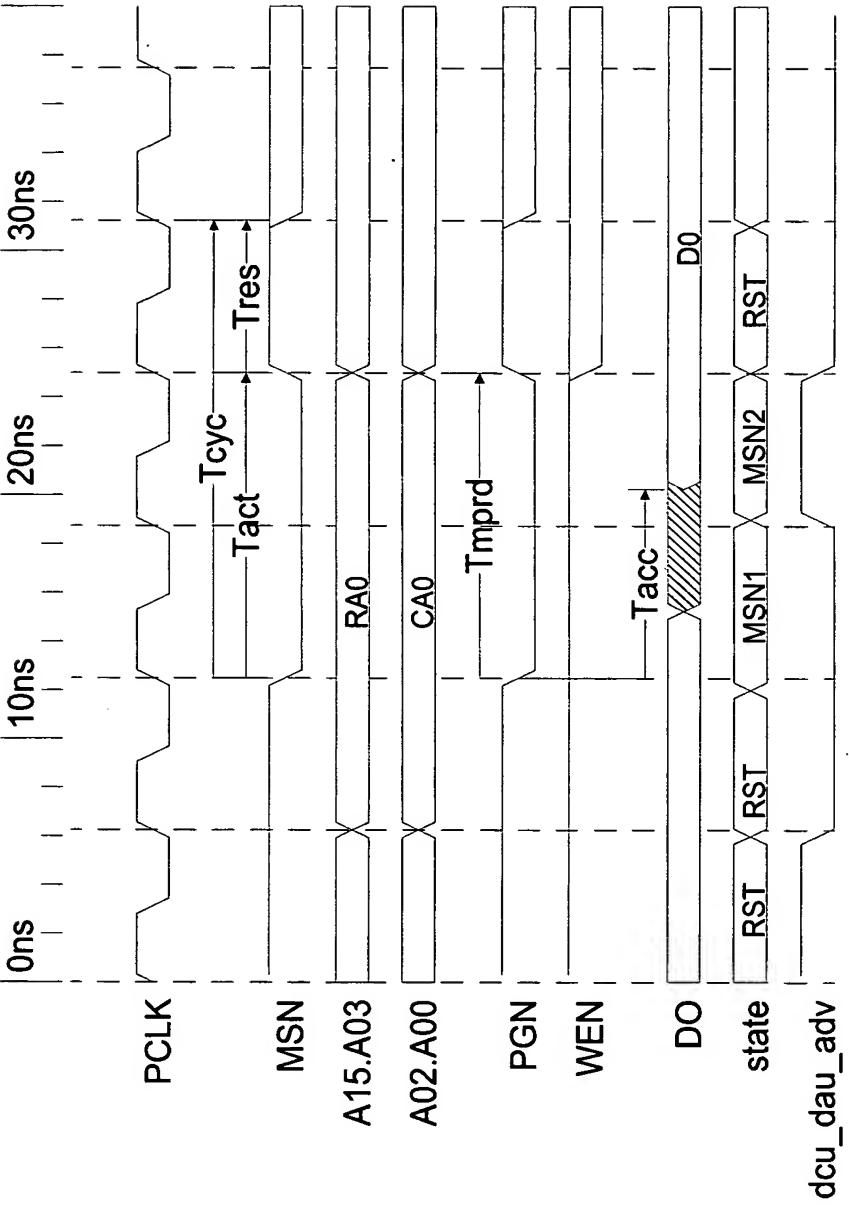 0ns 10ns 20ns 30ns
PCLK
Tcyc
Tact Tres
MSN
A15.A03 RA0
A02.A00 CA0
Tmprd
PGN
WEN
Tacc
DO D0
state RST RST MSN1 MSN2 RST
dcu_dau_adv